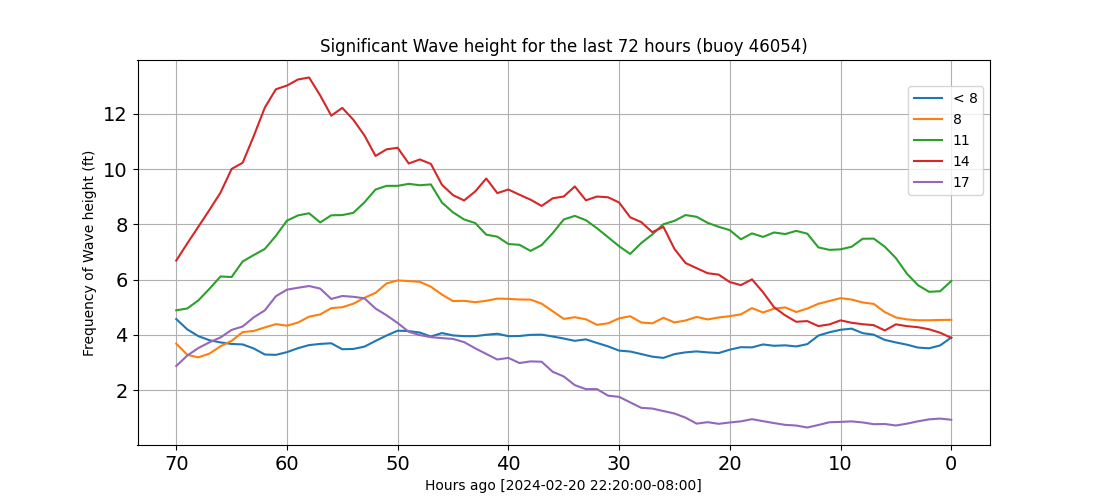 Significant Wave height for the last 72 hours (buoy 46054)
Frequency of Wave height (ft)
12
10
8
6
4
2
< 8
8
11
14
17
70 60 50 40 30 20 10 0
Hours ago [2024-02-20 22:20:00-08:00]